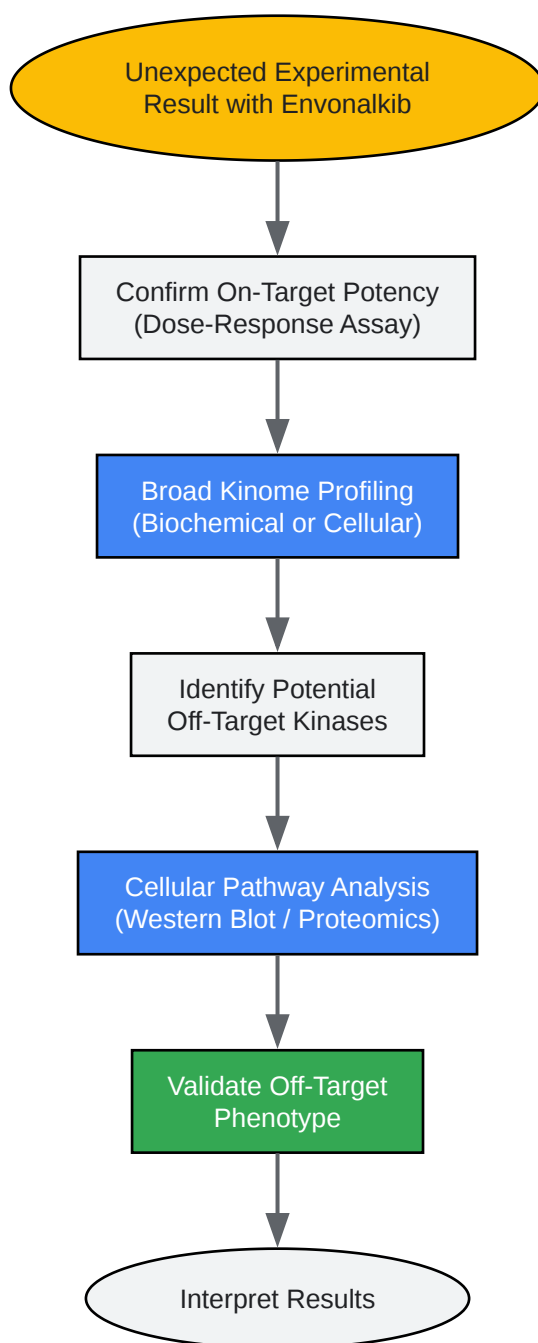 Unexpected Experimental
Result with Envonalkib
Confirm On-Target Potency
(Dose-Response Assay)
Broad Kinome Profiling
(Biochemical or Cellular)
Identify Potential
Off-Target Kinases
Cellular Pathway Analysis
(Western Blot / Proteomics)
Validate Off-Target
Phenotype
Interpret Results